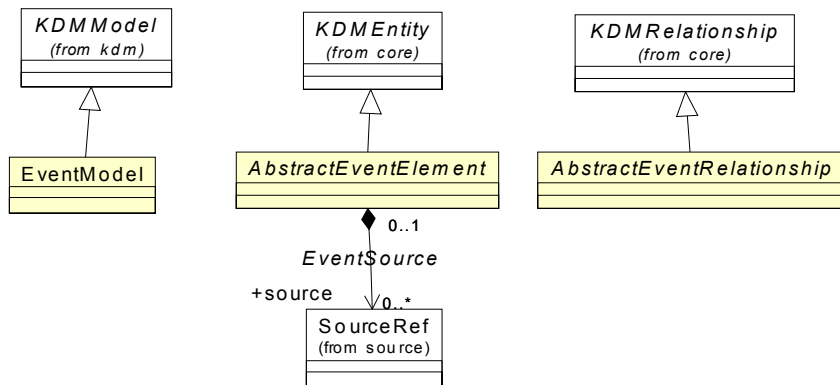 KDMModel
(from kdm)
KDMEntity
(from core)
KDMRelationship
(from core)
EventModel
AbstractEventElement
AbstractEventRelationship
0..1
EventSource
+source
0..*
SourceRef
(from source)